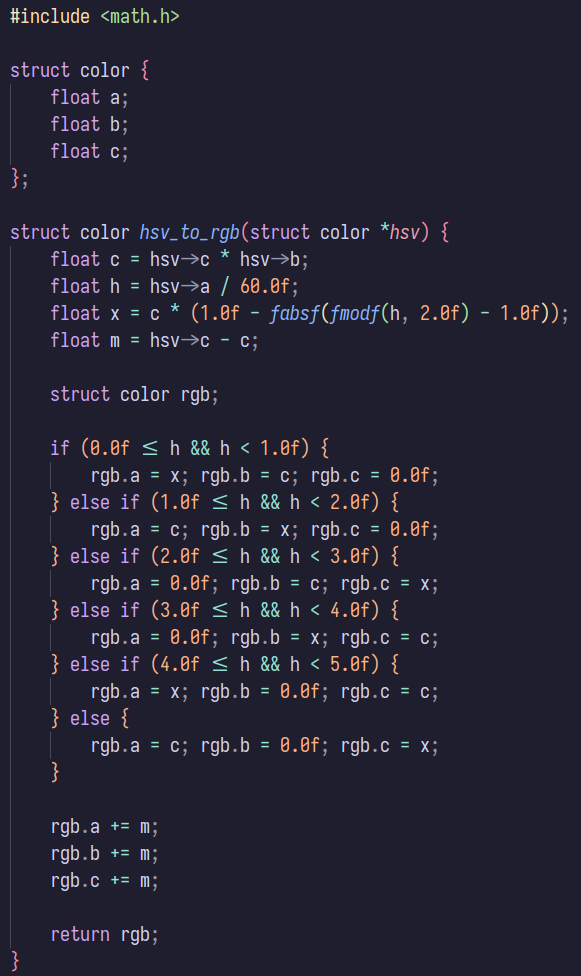 #include <math.h>

struct color {
    float a;
    float b;
    float c;
};

struct color hsv_to_rgb(struct color *hsv) {
    float c = hsv->c * hsv->b;
    float h = hsv->a / 60.0f;
    float x = c * (1.0f - fabsf(fmodf(h, 2.0f) - 1.0f));
    float m = hsv->c - c;

    struct color rgb;

    if (0.0f <= h && h < 1.0f) {
        rgb.a = x; rgb.b = c; rgb.c = 0.0f;
    } else if (1.0f <= h && h < 2.0f) {
        rgb.a = c; rgb.b = x; rgb.c = 0.0f;
    } else if (2.0f <= h && h < 3.0f) {
        rgb.a = 0.0f; rgb.b = c; rgb.c = x;
    } else if (3.0f <= h && h < 4.0f) {
        rgb.a = 0.0f; rgb.b = x; rgb.c = c;
    } else if (4.0f <= h && h < 5.0f) {
        rgb.a = x; rgb.b = 0.0f; rgb.c = c;
    } else {
        rgb.a = c; rgb.b = 0.0f; rgb.c = x;
    }

    rgb.a += m;
    rgb.b += m;
    rgb.c += m;

    return rgb;
}